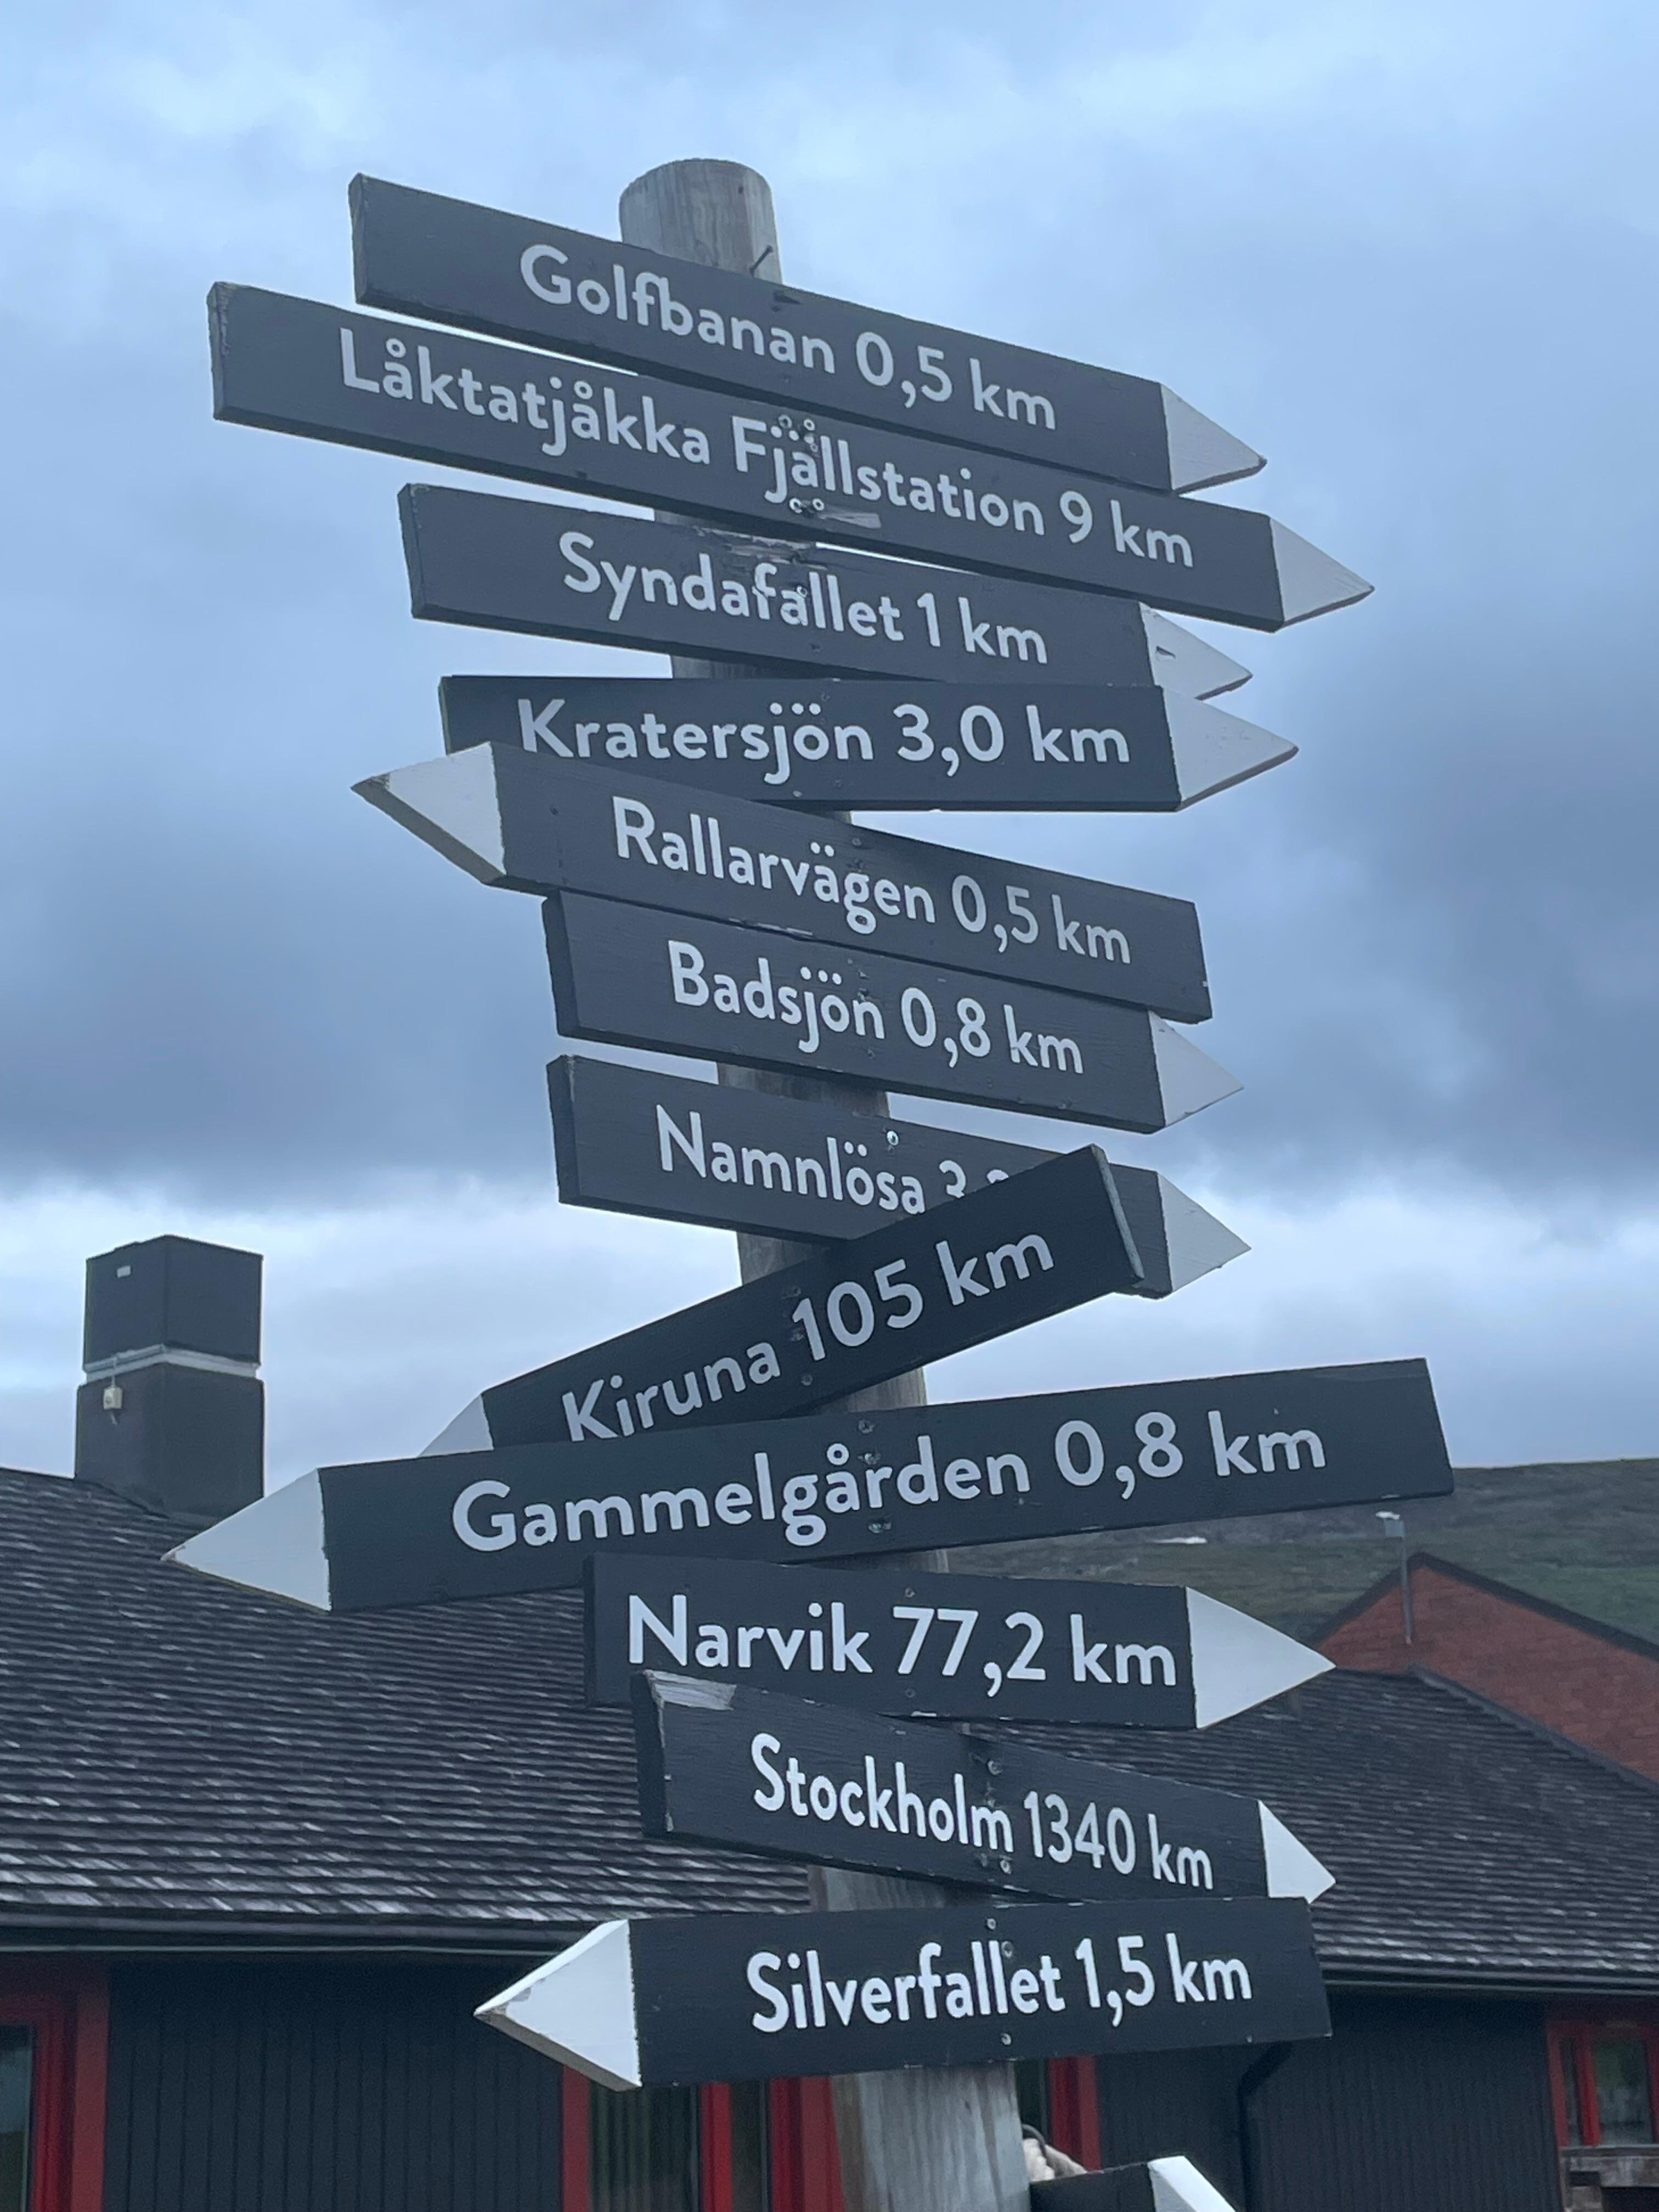 Golfbanan 0,5 km
Låktatjåkka Fjällstation 9 km
Syndafallet 1 km
Kratersjön 3,0 km
Rallarvägen 0,5 km
Badsjön 0,8 km
Namnlösa
Kiruna 105 km
Gammelgården 0,8 km
Narvik 77,2 km
Stockholm 1340 km
Silverfallet 1,5 km